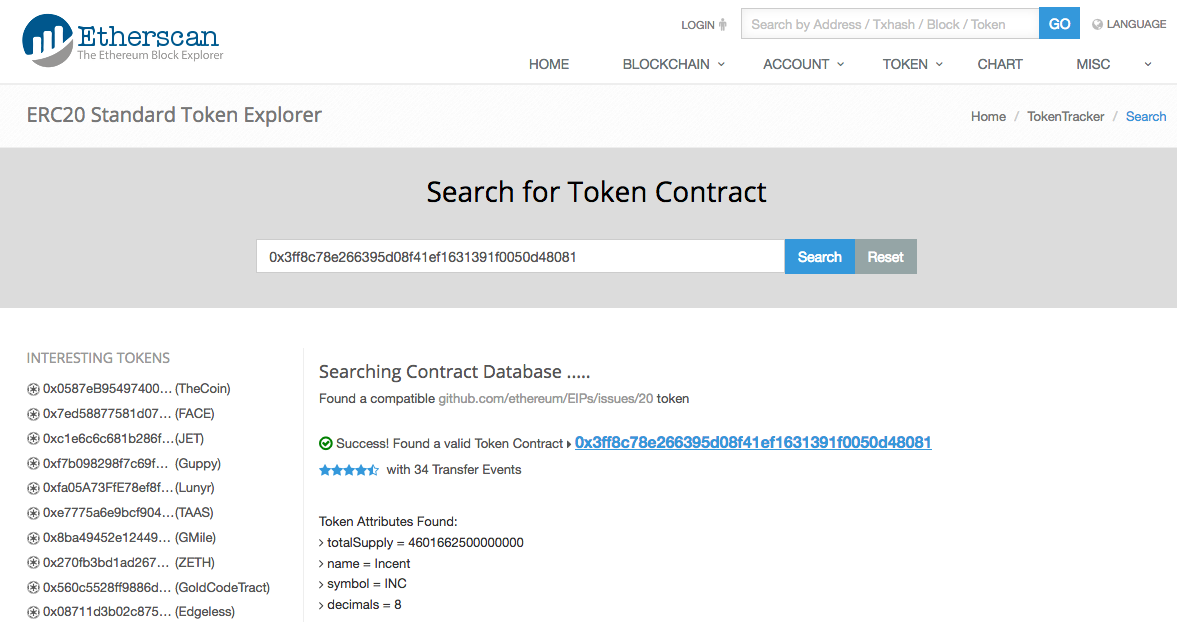 Etherscan
The Ethereum Block Explorer
LOGIN
Search by Address / Txhash / Block / Token
GO
LANGUAGE
HOME BLOCKCHAIN ACCOUNT TOKEN CHART MISC
ERC20 Standard Token Explorer
Home / TokenTracker / Search
Search for Token Contract
0x3ff8c78e266395d08f41ef1631391f0050d48081
Search
Reset
INTERESTING TOKENS
0x0587eB95497400... (TheCoin)
0x7ed58877581d07... (FACE)
0xc1e6c6c681b286f...(JET)
0xf7b098298f7c69f... (Guppy)
0xfa05A73FfE78ef8f...(Lunyr)
0xe7775a6e9bcf904...(TAAS)
0x8ba49452e12449... (GMile)
0x270fb3bd1ad267... (ZETH)
0x560c5528ff9886d... (GoldCodeTract)
0x08711d3b02c875... (Edgeless)
Searching Contract Database .....
Found a compatible github.com/ethereum/EIPs/issues/20 token
Success! Found a valid Token Contract 0x3ff8c78e266395d08f41ef1631391f0050d48081
with 34 Transfer Events
Token Attributes Found:
› totalSupply = 4601662500000000
› name = Incent
› symbol = INC
› decimals = 8